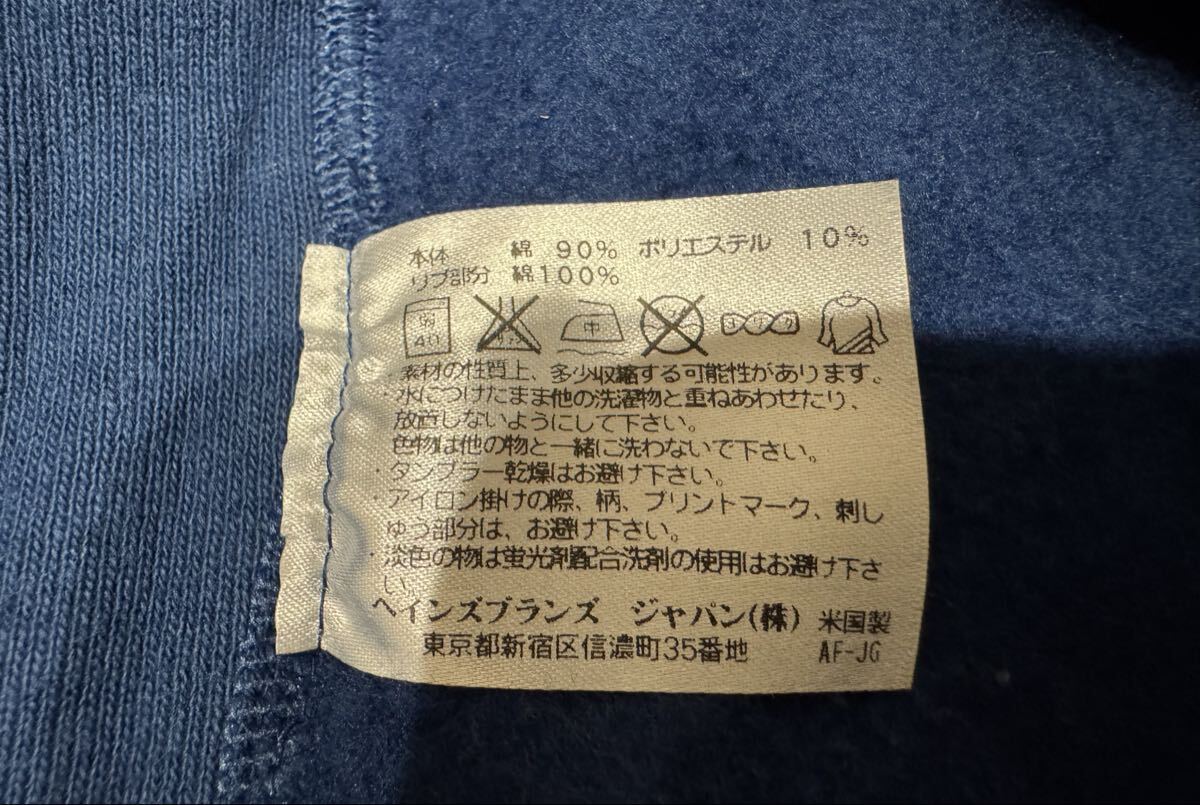 本体 綿 90% ポリエステル 10%
リブ部分 綿100%
弱
40
中
・素材の性質上、多少収縮する可能性があります。
・水につけたまま他の洗濯物と重ねあわせたり、
放置しないようにして下さい。
色物は他の物と一緒に洗わないで下さい。
・タンブラー乾燥はお避け下さい。
・アイロン掛けの際、柄、プリントマーク、刺し
ゅう部分は、お避け下さい。
・淡色の物は蛍光剤配合洗剤の使用はお避け下さ
い。
ヘインズブランズ ジャパン(株) 米国製
東京都新宿区信濃町35番地 AF-JG